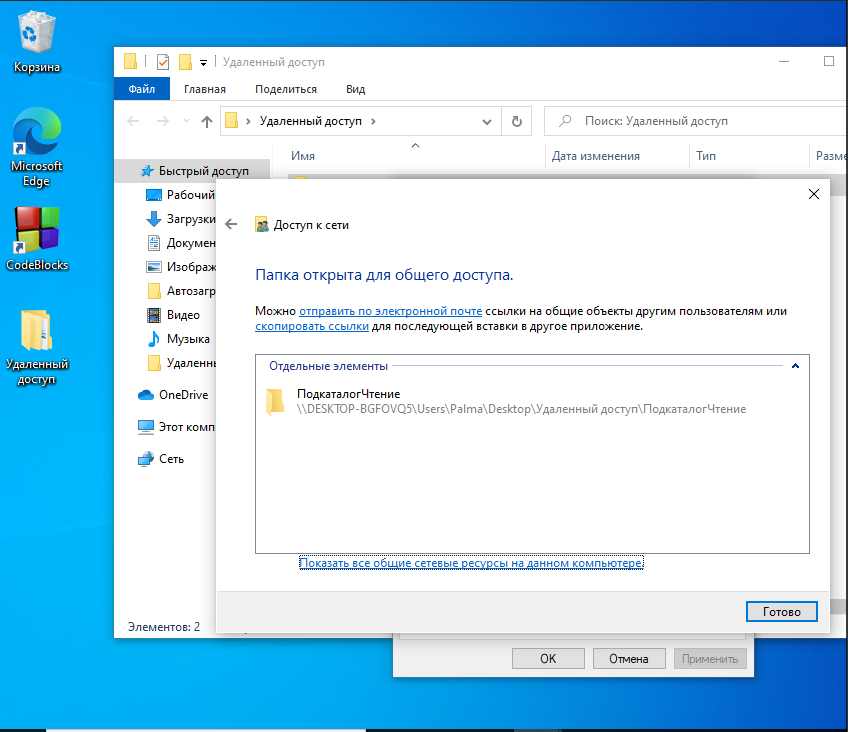 Корзина
Microsoft
Edge
CodeBlocks
Удаленный
доступ
Удаленный доступ
Файл Главная Поделиться Вид
Удаленный доступ
Поиск: Удаленный доступ
Имя Дата изменения Тип Разме
Быстрый доступ
Рабочий
Загрузки
Докумен
Изображ
Автозагр
Видео
Музыка
Удаленны
OneDrive
Этот комп
Сеть
Элементов: 2
Доступ к сети
Папка открыта для общего доступа.
Можно отправить по электронной почте ссылки на общие объекты другим пользователям или
скопировать ссылки для последующей вставки в другое приложение.
Отдельные элементы
ПодкаталогЧтение
\\DESKTOP-BGFOVQ5\Users\Palma\Desktop\Удаленный доступ\ПодкаталогЧтение
Показать все общие сетевые ресурсы на данном компьютере.
Готово
OK Отмена Применить